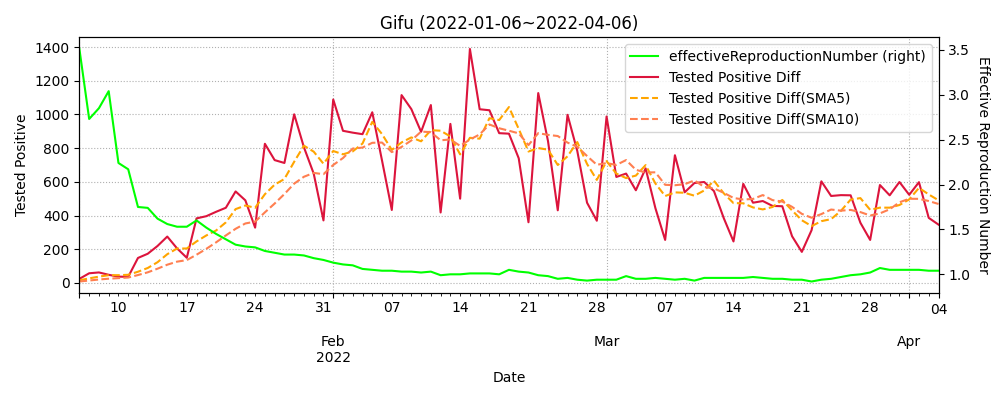 Gifu (2022-01-06~2022-04-06)
effectiveReproductionNumber (right)
Tested Positive Diff
Tested Positive Diff(SMA5)
Tested Positive Diff(SMA10)
Tested Positive
1400
1200
1000
800
600
400
200
0
3.5
3.0
2.5
2.0
1.5
1.0
Effective Reproduction Number
10 17 24 31 07 14 21 28 07 14 21 28 04
Feb Mar Apr
2022
Date